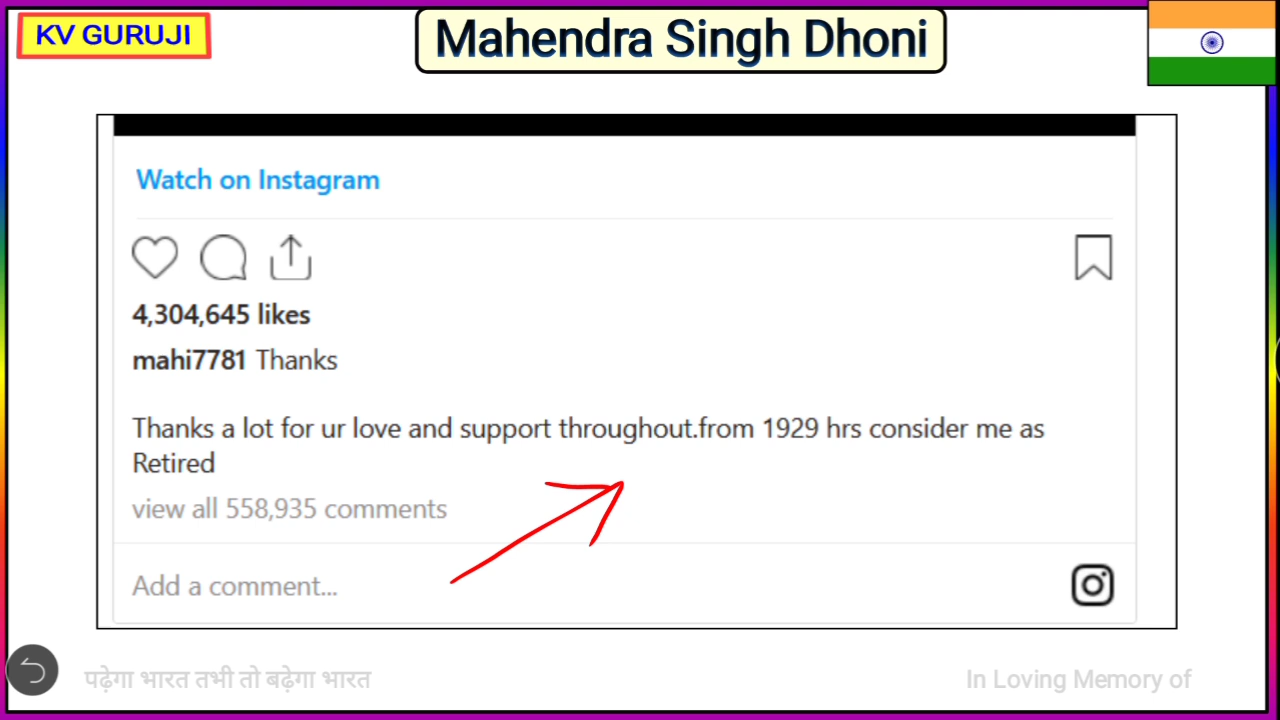 KV GURUJI
Mahendra Singh Dhoni
Watch on Instagram
4,304,645 likes
mahi7781 Thanks
Thanks a lot for ur love and support throughout.from 1929 hrs consider me as
Retired
view all 558,935 comments
Add a comment...
पढ़ेगा भारत तभी तो बढ़ेगा भारत
In Loving Memory of